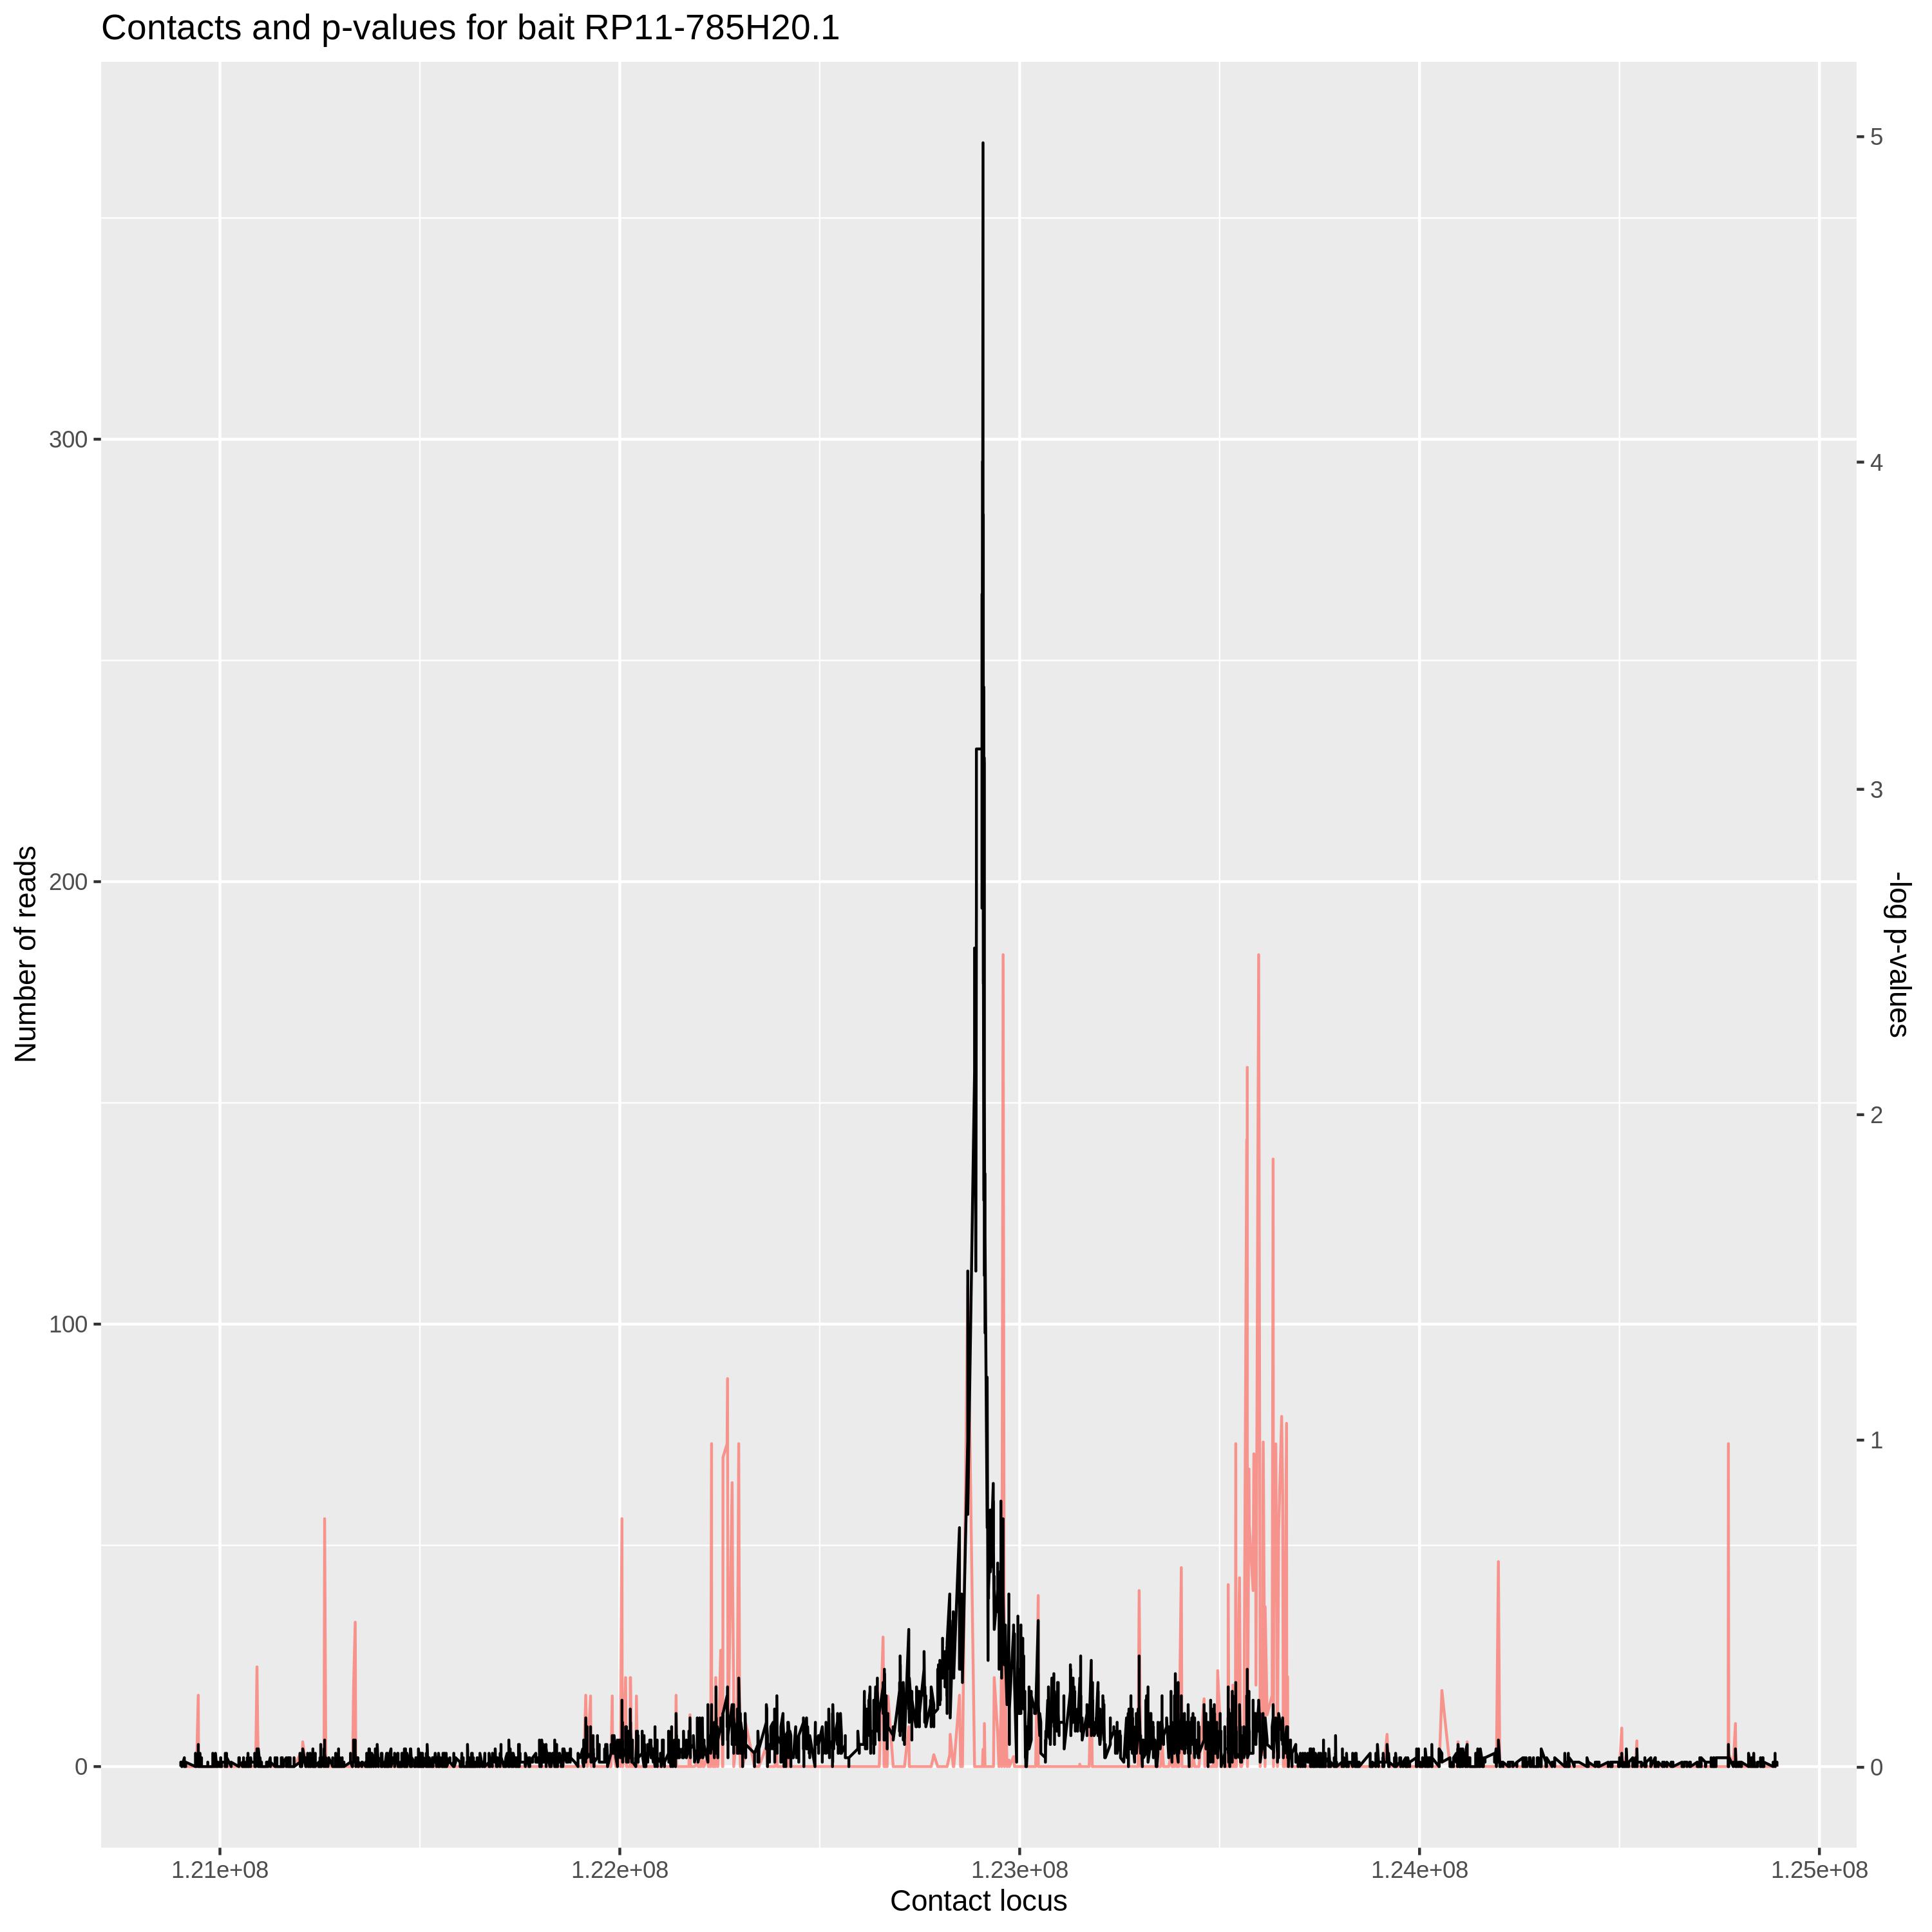 Contacts and p-values for bait RP11-785H20.1
Number of reads
300
200
100
0
5
4
3
2
1
0
-log p-values
1.21e+08 1.22e+08 1.23e+08 1.24e+08 1.25e+08
Contact locus